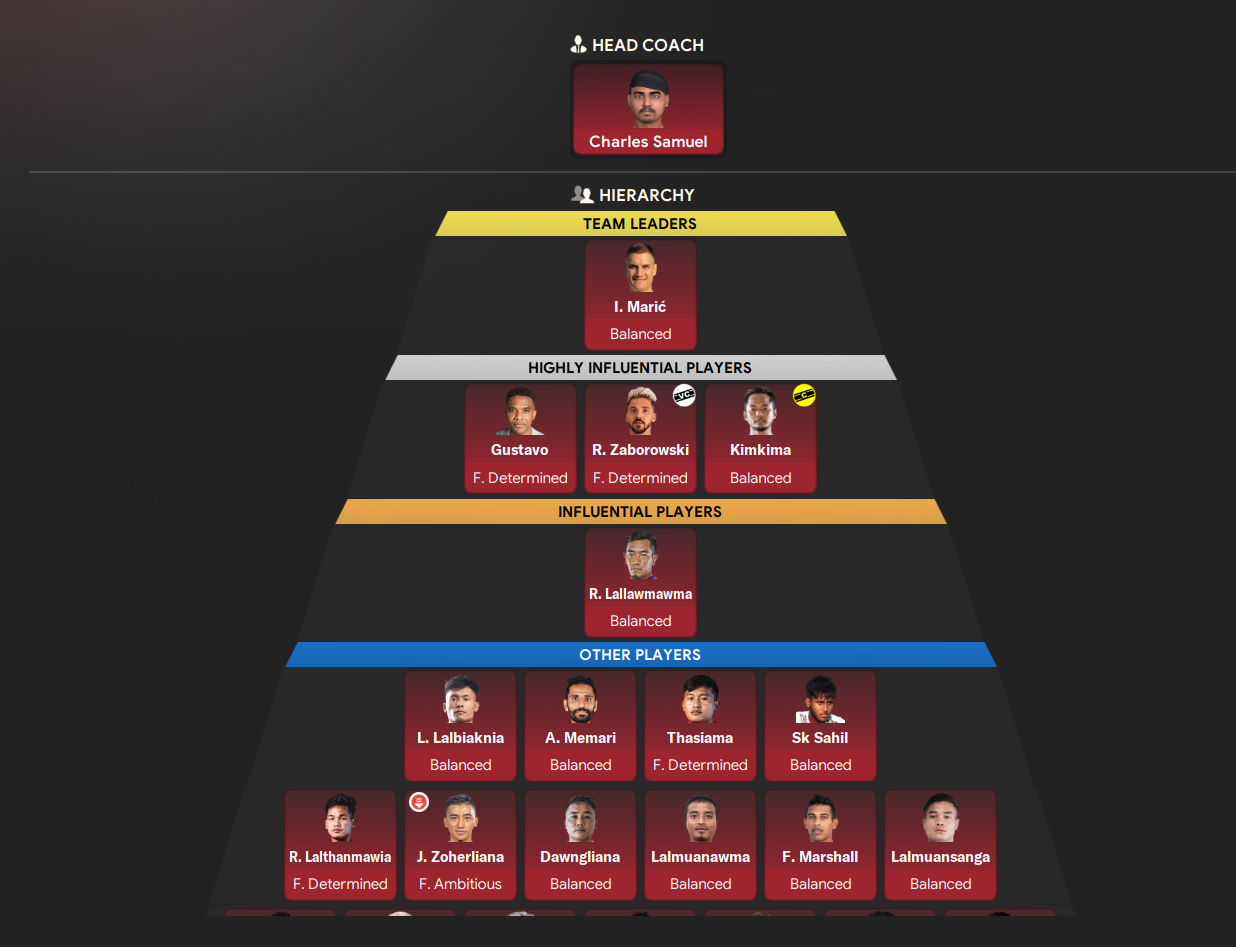 HEAD COACH
Charles Samuel
HIERARCHY
TEAM LEADERS
I. Marić
Balanced
HIGHLY INFLUENTIAL PLAYERS
VC C
Gustavo R. Zaborowski Kimkima
F. Determined F. Determined Balanced
INFLUENTIAL PLAYERS
R. Lallawmawma
Balanced
OTHER PLAYERS
L. Lalbiaknia A. Memari Thasiama Sk Sahil
Balanced Balanced F. Determined Balanced
R. Lalthanmawia J. Zoherliana Dawngliana Lalmuanawma F. Marshall Lalmuansanga
F. Determined F. Ambitious Balanced Balanced Balanced Balanced